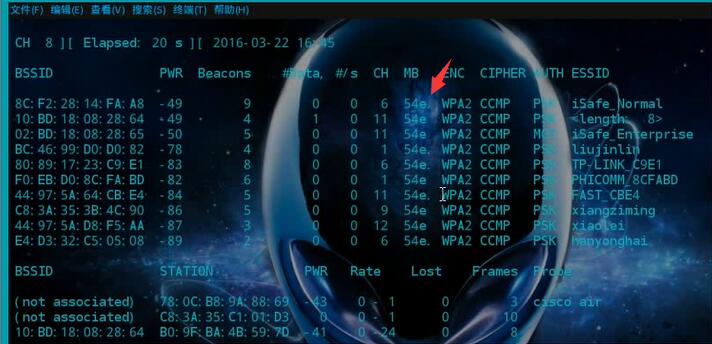 文件(F) 编辑(E) 查看(V) 搜索(S) 终端(T) 帮助(H)
CH 8 ][ Elapsed: 20 s ][ 2016-03-22 16:45
BSSID PWR Beacons #Data, #/s CH MB ENC CIPHER AUTH ESSID
8C:F2:28:14:FA:A8 -49 9 0 0 6 54e. WPA2 CCMP PSK iSafe_Normal
10:BD:18:08:28:64 -49 4 1 0 11 54e WPA2 CCMP PSK <length: 8>
02:BD:18:08:28:65 -50 5 0 0 11 54e WPA2 CCMP MGT iSafe_Enterprise
BC:46:99:D0:D0:82 -78 4 0 0 1 54e. WPA2 CCMP PSK liujinlin
80:89:17:23:C9:E1 -83 8 0 0 6 54e. WPA2 CCMP PSK TP-LINK_C9E1
F0:EB:D0:8C:FA:BD -82 6 0 0 1 54e WPA2 CCMP PSK PHICOMM_8CFABD
44:97:5A:64:CB:E4 -84 5 0 0 11 54e. WPA2 CCMP PSK FAST_CBE4
C8:3A:35:3B:4C:90 -86 5 0 0 9 54e WPA2 CCMP PSK xiangziming
44:97:5A:D8:F5:AA -87 3 0 0 12 54e. WPA2 CCMP PSK xiaolei
E4:D3:32:C5:05:08 -89 2 0 0 6 54e. WPA2 CCMP PSK hanyonghai
BSSID STATION PWR Rate Lost Frames Probe
(not associated) 78:0C:B8:9A:88:69 -43 0 - 1 0 3 cisco air
(not associated) C8:3A:35:C1:01:D3 0 0 - 1 0 10
10:BD:18:08:28:64 B0:9F:BA:4B:59:7D -41 0 -24 0 8